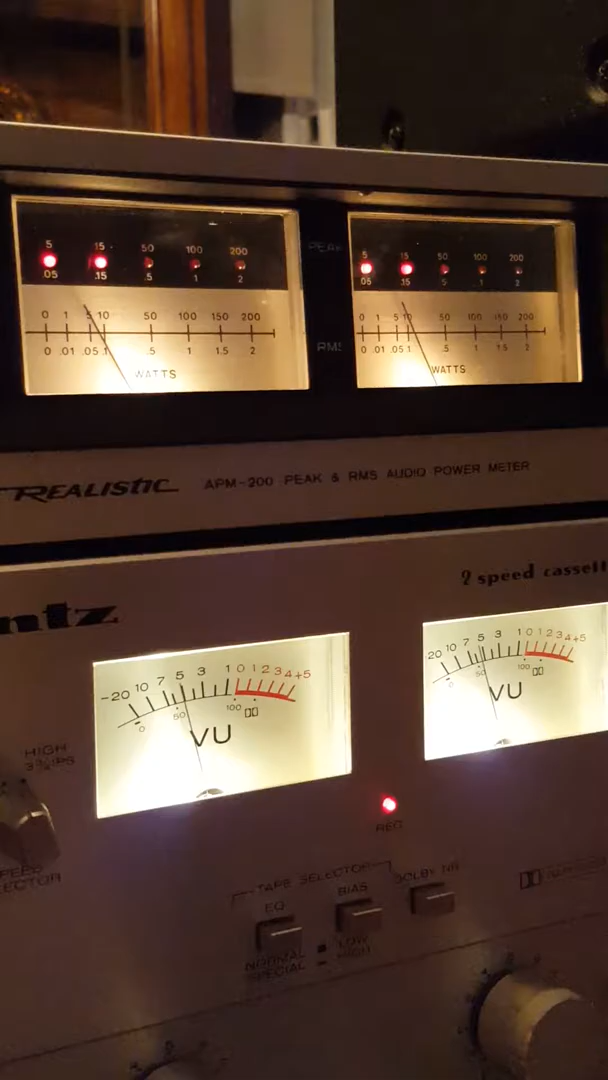 5 15 50 100 200
.05 .15 .5 1 2
0 1 5 10 50 100 150 200
0 .01 .05 .1 .5 1 1.5 2
WATTS
PEAK
RMS
5 15 50 100 200
.05 .15 .5 1 2
0 1 5 10 50 100 150 200
0 .01 .05 .1 .5 1 1.5 2
WATTS
REALISTIC APM-200 PEAK & RMS AUDIO POWER METER
ntz
2 speed cassett
-20 10 7 5 3 1 0 1 2 3 4 +5
0 50 100
VU
-20 10 7 5 3 1 0 1 2 3 4 +5
0 50 100
VU
HIGH
REC
TAPE SELECTOR
EQ BIAS DOLBY NR
NORMAL LOW
SPECIAL HIGH